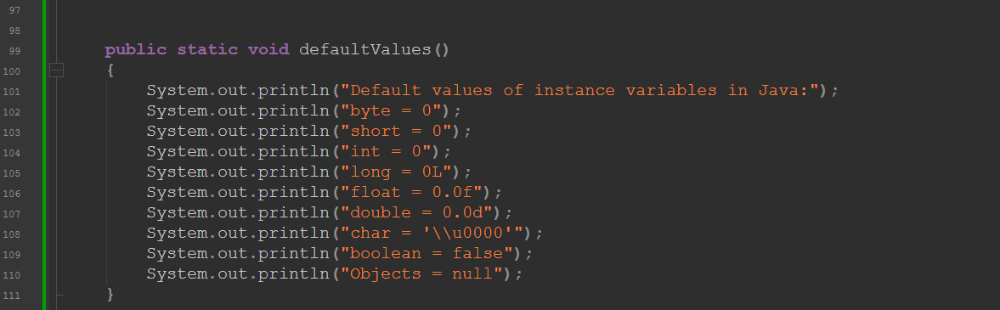 97
98
99 public static void defaultValues()
100 {
101 System.out.println("Default values of instance variables in Java:");
102 System.out.println("byte = 0");
103 System.out.println("short = 0");
104 System.out.println("int = 0");
105 System.out.println("long = 0L");
106 System.out.println("float = 0.0f");
107 System.out.println("double = 0.0d");
108 System.out.println("char = '\\u0000'");
109 System.out.println("boolean = false");
110 System.out.println("Objects = null");
111 }